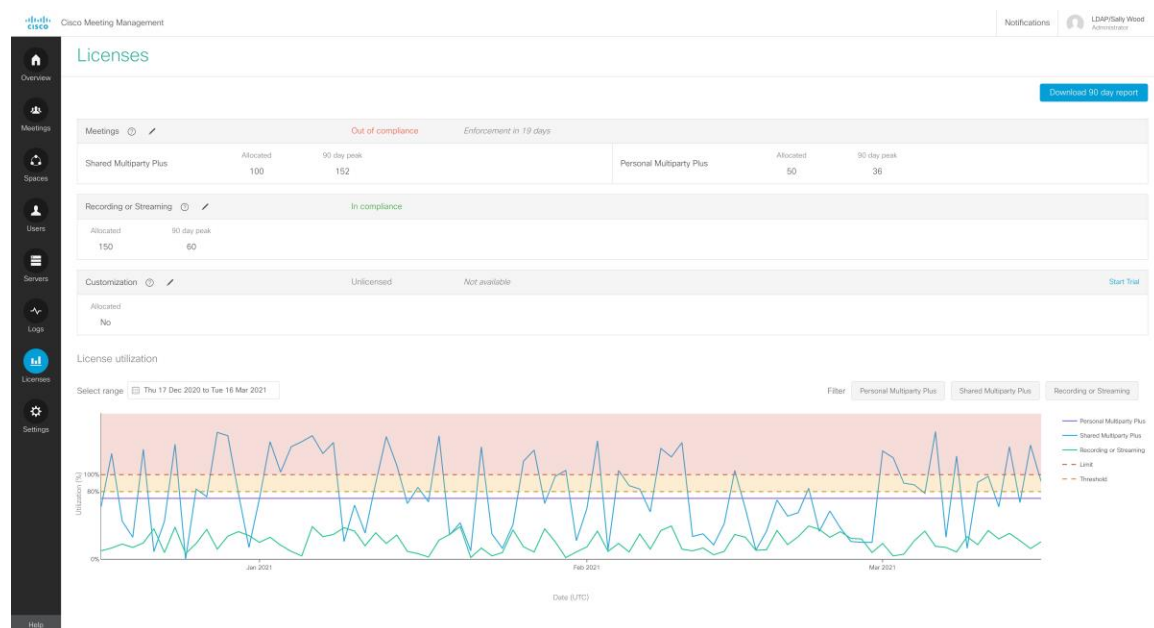 CISCO
Cisco Meeting Management
Notifications
LDAP/Sally Wood
Administrator
Licenses
Download 90 day report
Overview
Meetings
Spaces
Users
Servers
Logs
Licenses
Settings
Help
Meetings Out of compliance Enforcement in 19 days
Shared Multiparty Plus
Allocated 90 day peak
100 152
Personal Multiparty Plus
Allocated 90 day peak
50 36
Recording or Streaming In compliance
Allocated 90 day peak
150 60
Customization Unlicensed Not available Start Trial
Allocated
No
License utilization
Select range Thu 17 Dec 2020 to Tue 16 Mar 2021
Filter Personal Multiparty Plus Shared Multiparty Plus Recording or Streaming
Utilization (%)
100%
80%
0%
Jan 2021 Feb 2021 Mar 2021
Date (UTC)
Personal Multiparty Plus
Shared Multiparty Plus
Recording or Streaming
Limit
Threshold